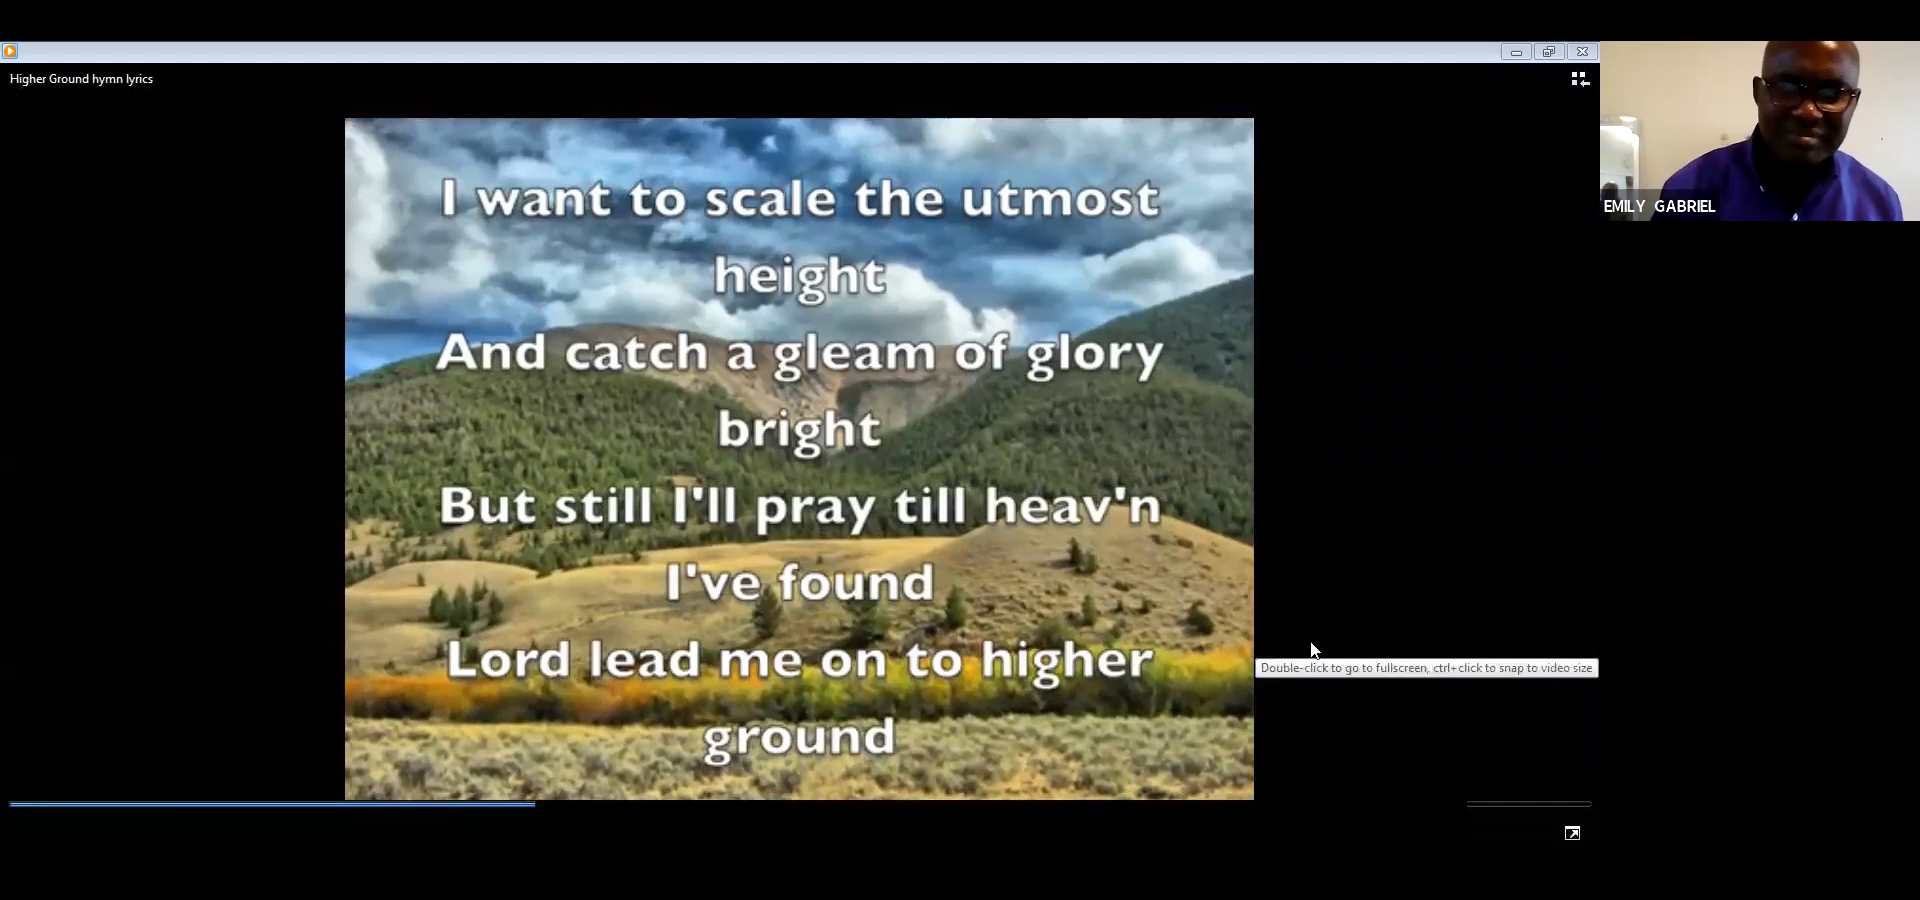 Higher Ground hymn lyrics
I want to scale the utmost
height
And catch a gleam of glory
bright
But still I'll pray till heav'n
I've found
Lord lead me on to higher
ground
EMILY GABRIEL
Double-click to go to fullscreen, ctrl+click to snap to video size